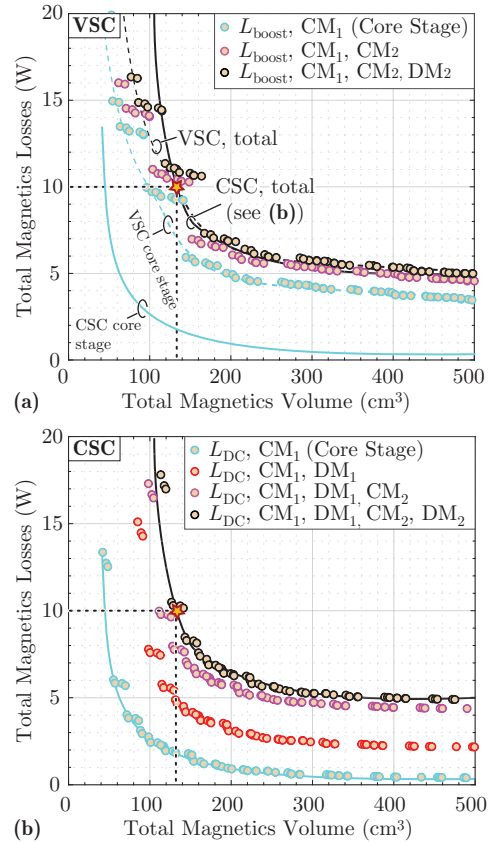 VSC
L_boost, CM_1 (Core Stage)
L_boost, CM_1, CM_2
L_boost, CM_1, CM_2, DM_2
Total Magnetics Losses (W)
20
15
10
5
0
VSC, total
CSC, total
(see (b))
VSC core stage
CSC core
stage
0 100 200 300 400 500
Total Magnetics Volume (cm³)
(a)
CSC
L_DC, CM_1 (Core Stage)
L_DC, CM_1, DM_1
L_DC, CM_1, DM_1, CM_2
L_DC, CM_1, DM_1, CM_2, DM_2
Total Magnetics Losses (W)
20
15
10
5
0
0 100 200 300 400 500
Total Magnetics Volume (cm³)
(b)